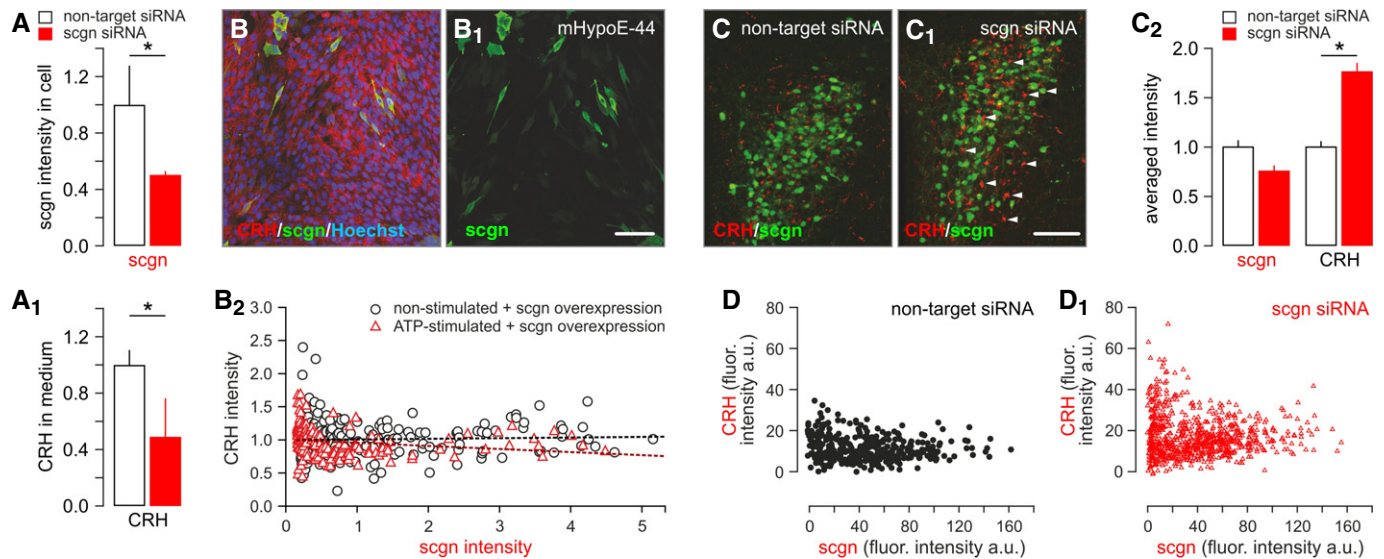 A
non-target siRNA
scgn siRNA
*
scgn intensity in cell
1.2
0.8
0.4
0.0
scgn
B
CRH/scgn/Hoechst
B1
mHypoE-44
scgn
C
non-target siRNA
CRH/scgn
C1
scgn siRNA
CRH/scgn
C2
non-target siRNA
scgn siRNA
*
averaged intensity
2.0
1.5
1.0
0.5
0.0
scgn
CRH
A1
*
CRH in medium
1.2
0.8
0.4
0.0
CRH
B2
non-stimulated + scgn overexpression
ATP-stimulated + scgn overexpression
CRH intensity
3.0
2.5
2.0
1.5
1.0
0.5
0.0
0 1 2 3 4 5
scgn intensity
D
non-target siRNA
CRH (fluor.
intensity a.u.)
80
60
40
20
0
0 40 80 120 160
scgn (fluor. intensity a.u.)
D1
scgn siRNA
CRH (fluor.
intensity a.u.)
80
60
40
20
0
0 40 80 120 160
scgn (fluor. intensity a.u.)